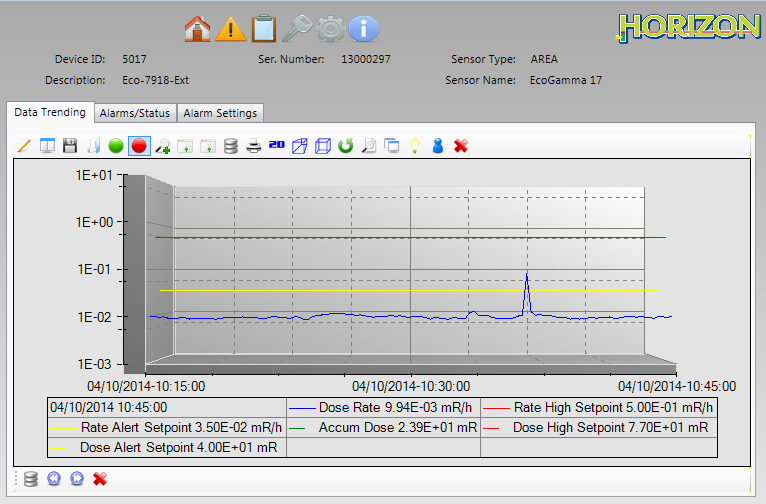 HORIZON
Device ID: 5017 Ser. Number: 13000297 Sensor Type: AREA
Description: Eco-7918-Ext Sensor Name: EcoGamma 17
Data Trending Alarms/Status Alarm Settings
2D
1E+01
1E+00
1E-01
1E-02
1E-03
04/10/2014-10:15:00 04/10/2014-10:30:00 04/10/2014-10:45:00
04/10/2014 10:45:00 Dose Rate 9.94E-03 mR/h Rate High Setpoint 5.00E-01 mR/h
Rate Alert Setpoint 3.50E-02 mR/h Accum Dose 2.39E+01 mR Dose High Setpoint 7.70E+01 mR
Dose Alert Setpoint 4.00E+01 mR